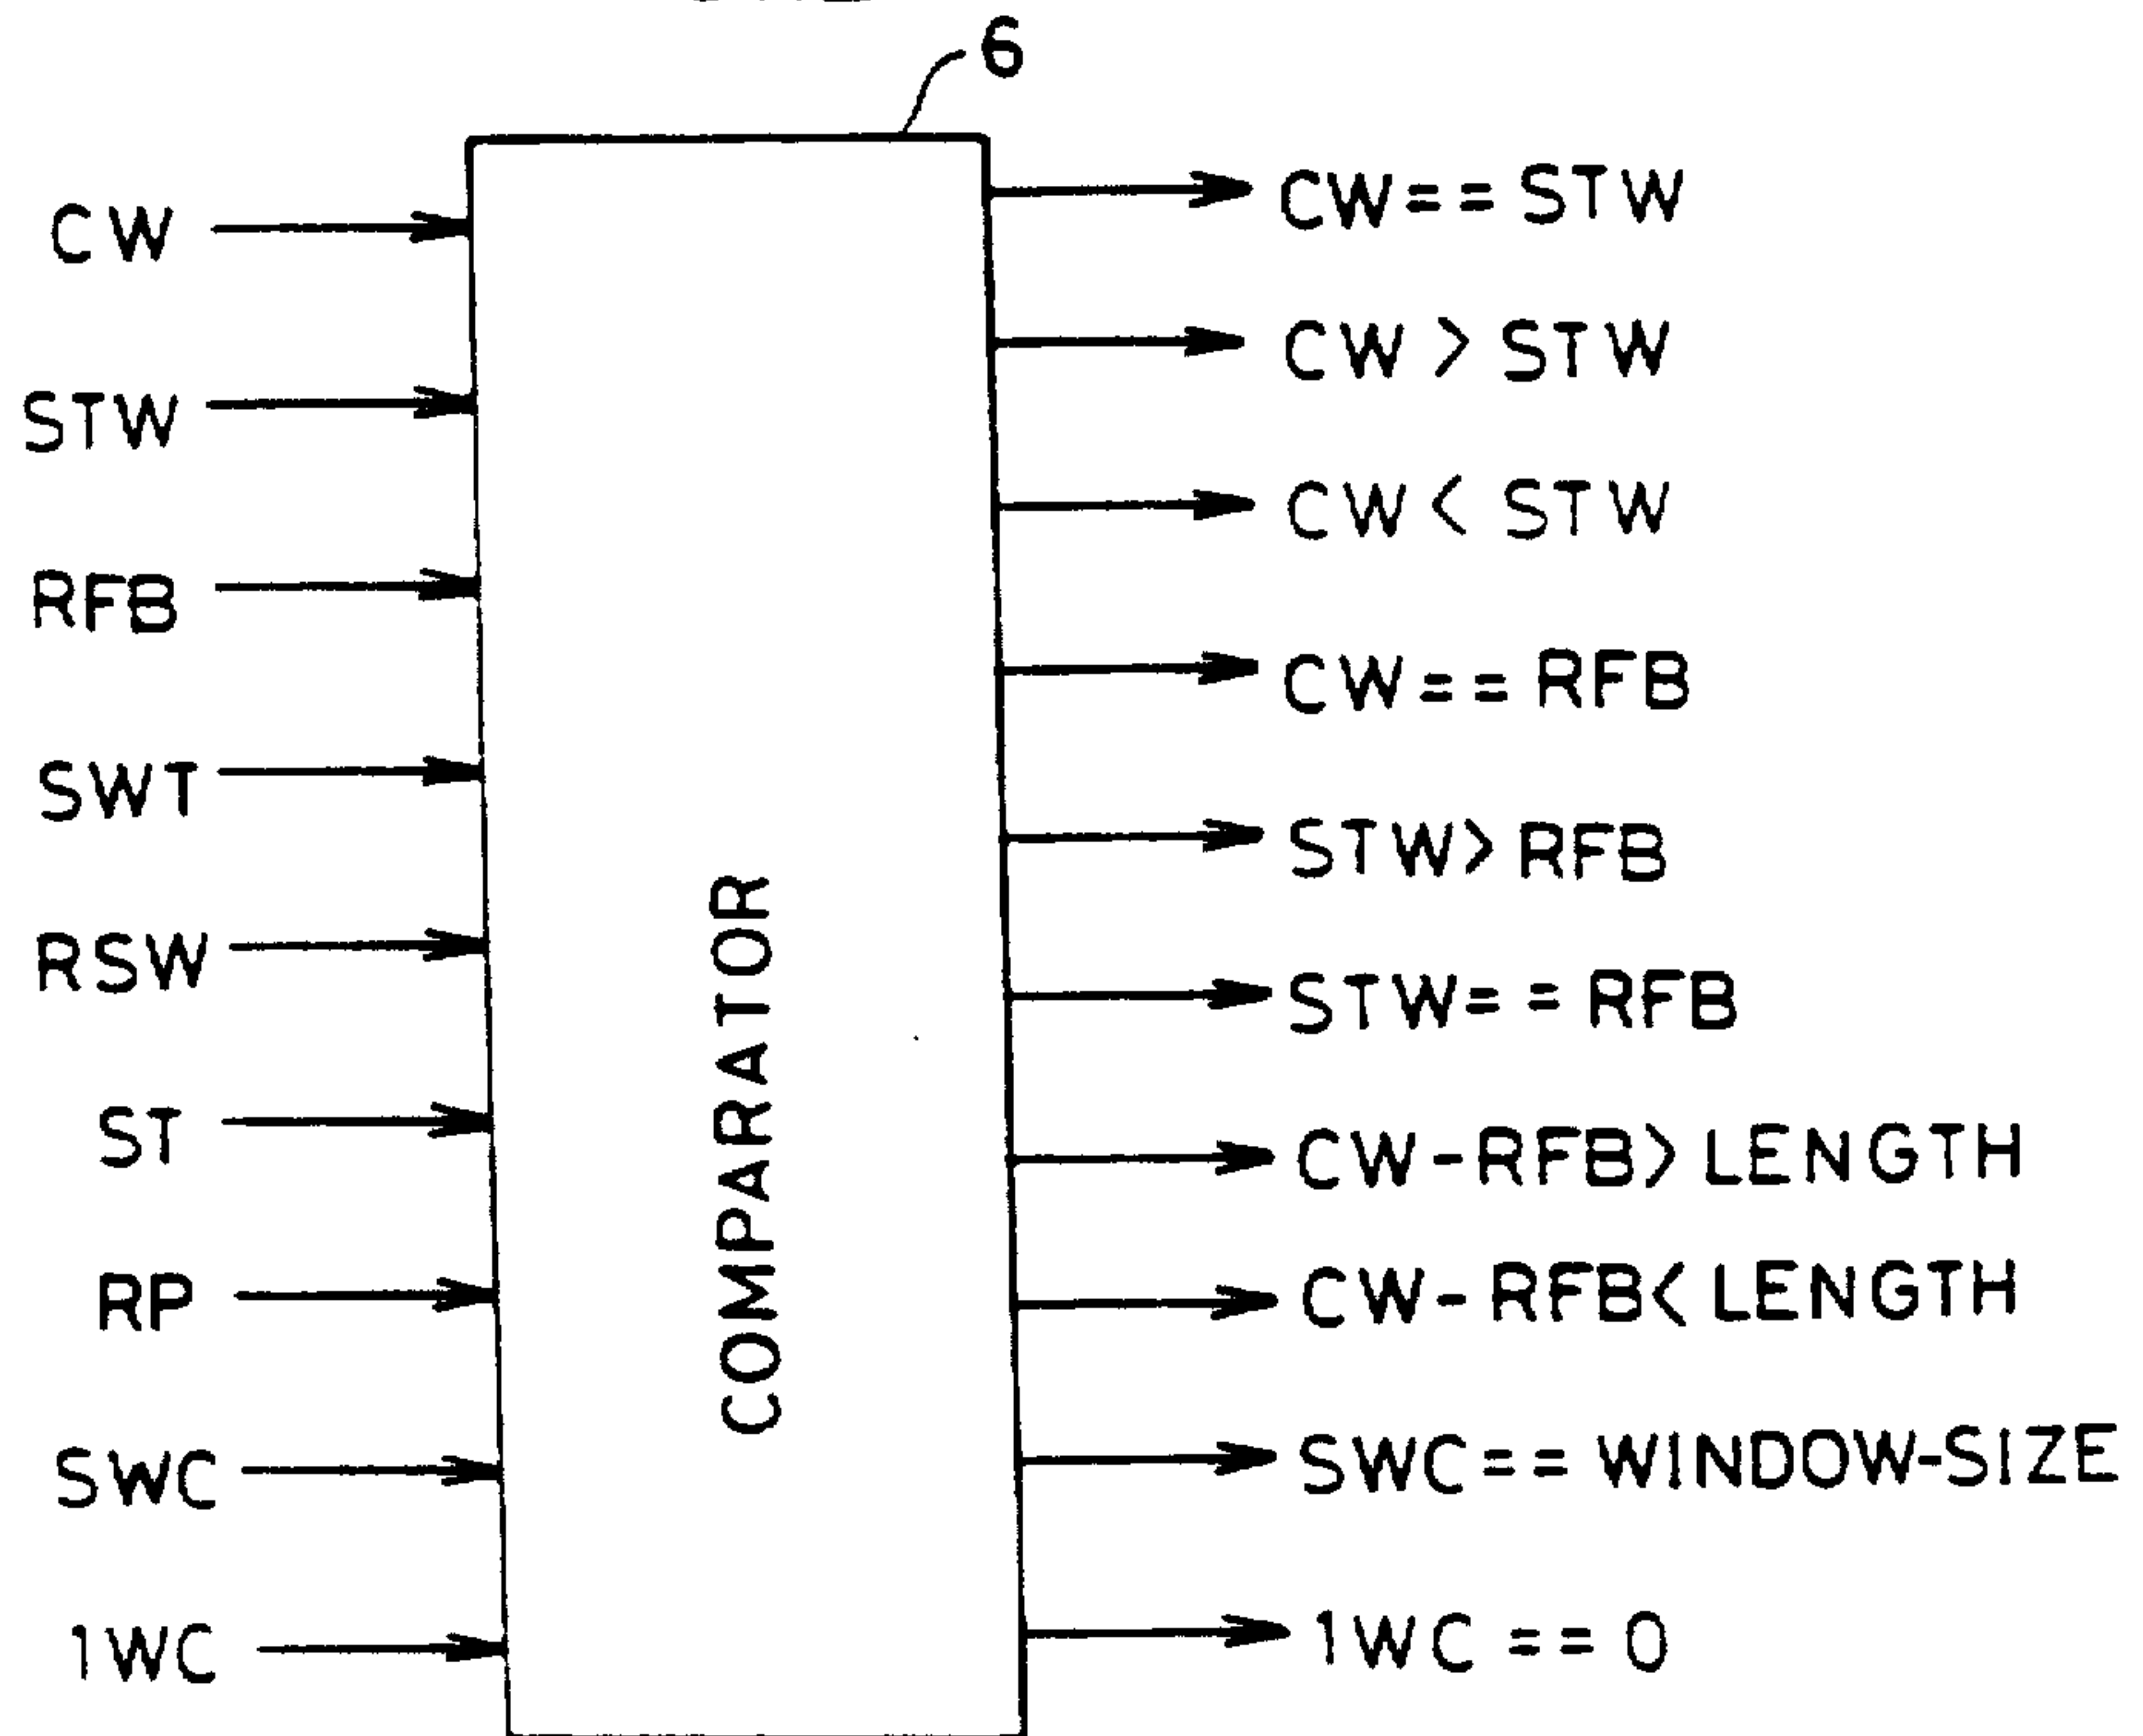 6
CW
STW
RFB
SWT
RSW
ST
RP
SWC
1WC
COMPARATOR
CW==STW
CW>STW
CW<STW
CW==RFB
STW>RFB
STW==RFB
CW-RFB>LENGTH
CW-RFB<LENGTH
SWC==WINDOW-SIZE
1WC==0